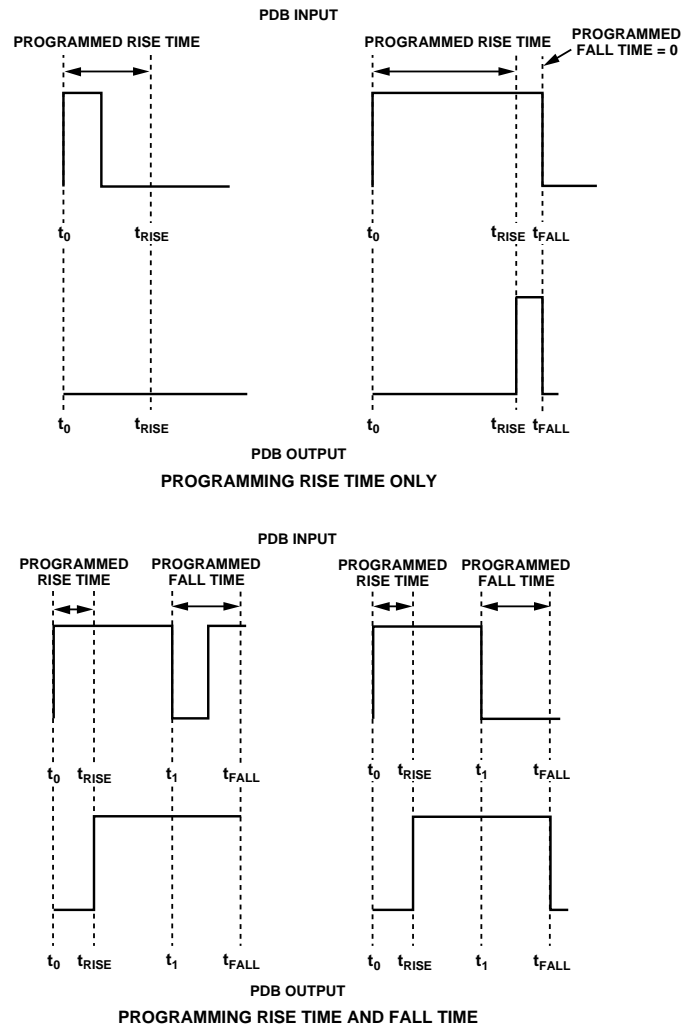 PDB INPUT
PROGRAMMED RISE TIME
PROGRAMMED RISE TIME
PROGRAMMED
FALL TIME = 0
t0
tRISE
t0
tRISE
tFALL
t0
tRISE
t0
tRISE
tFALL
PDB OUTPUT
PROGRAMMING RISE TIME ONLY
PDB INPUT
PROGRAMMED
RISE TIME
PROGRAMMED
FALL TIME
PROGRAMMED
RISE TIME
PROGRAMMED
FALL TIME
t0
tRISE
t1
tFALL
t0
tRISE
t1
tFALL
t0
tRISE
t1
tFALL
t0
tRISE
t1
tFALL
PDB OUTPUT
PROGRAMMING RISE TIME AND FALL TIME